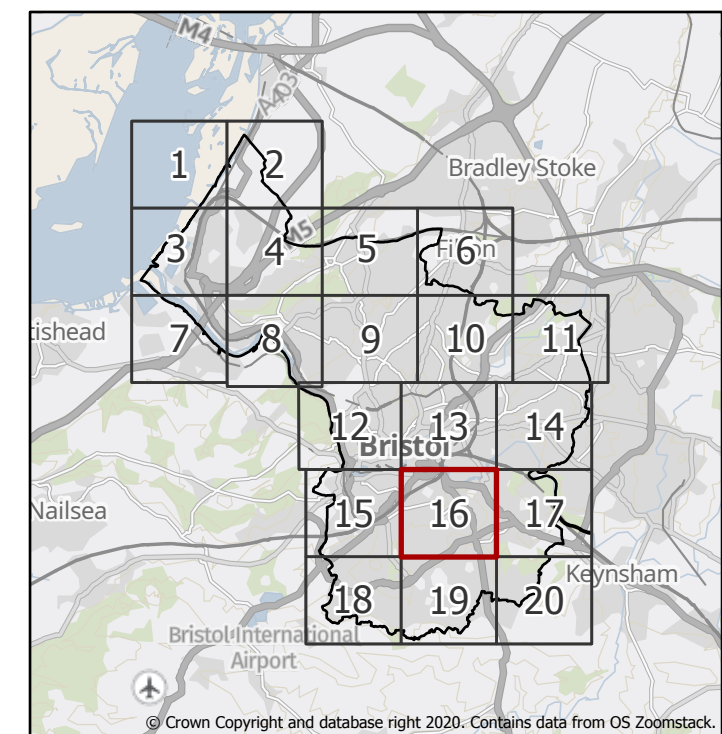 M4
A403
1
2
Bradley Stoke
M5
3
4
5
Filton
6
tishead
7
8
9
10
11
12
13
14
Bristol
Nailsea
15
16
17
Keynsham
18
19
20
Bristol International
Airport
© Crown Copyright and database right 2020. Contains data from OS Zoomstack.